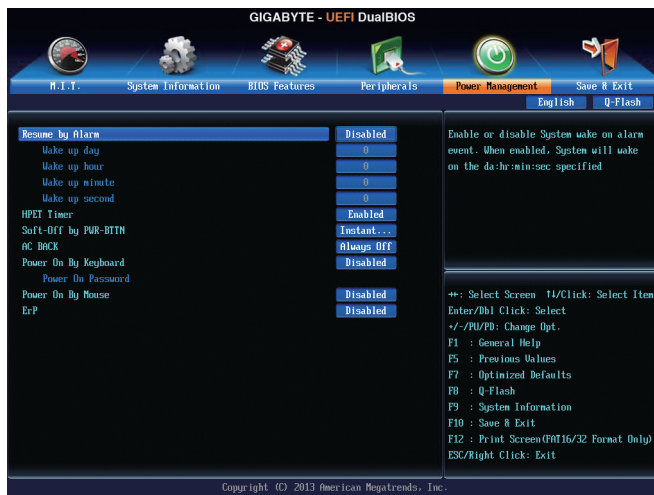 GIGABYTE - UEFI DualBIOS
M.I.T. System Information BIOS Features Peripherals Power Management Save & Exit
English Q-Flash
Resume by Alarm Disabled
Wake up day 0
Wake up hour 0
Wake up minute 0
Wake up second 0
HPET Timer Enabled
Soft-Off by PWR-BTTN Instant...
AC BACK Always Off
Power On By Keyboard Disabled
Power On Password
Power On By Mouse Disabled
ErP Disabled
Enable or disable System wake on alarm
event. When enabled, System will wake
on the da:hr:min:sec specified
→←: Select Screen ↑↓/Click: Select Item
Enter/Dbl Click: Select
+/-/PU/PD: Change Opt.
F1 : General Help
F5 : Previous Values
F7 : Optimized Defaults
F8 : Q-Flash
F9 : System Information
F10 : Save & Exit
F12 : Print Screen(FAT16/32 Format Only)
ESC/Right Click: Exit
Copyright (C) 2013 American Megatrends, Inc.